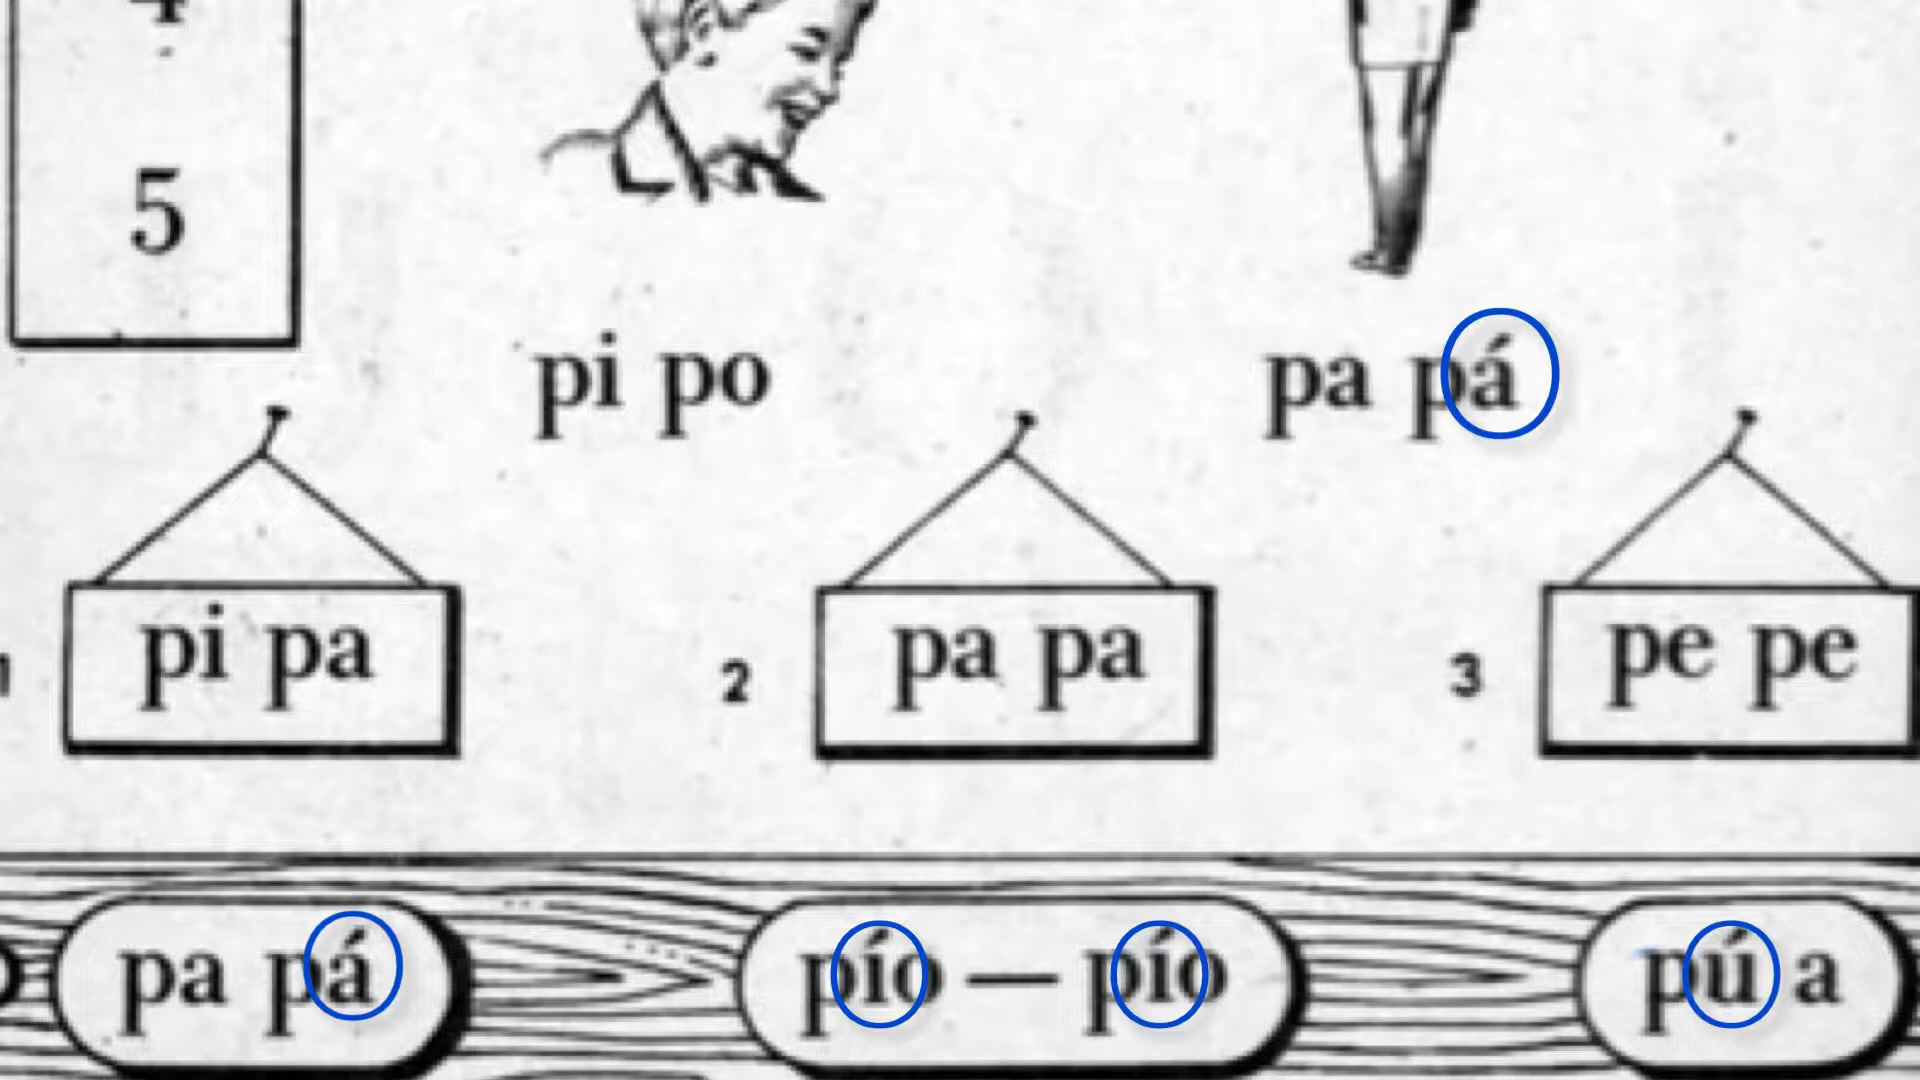 5
pi po
pa pá
pi pa
2
pa pa
3
pe pe
pa pá
pío — pío
pú a